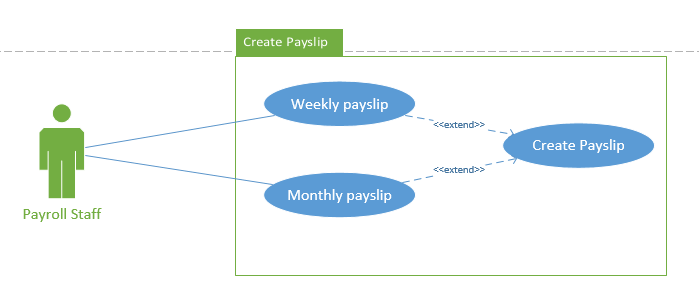 Create Payslip
Weekly payslip
<<extend>>
Create Payslip
<<extend>>
Monthly payslip
Payroll Staff